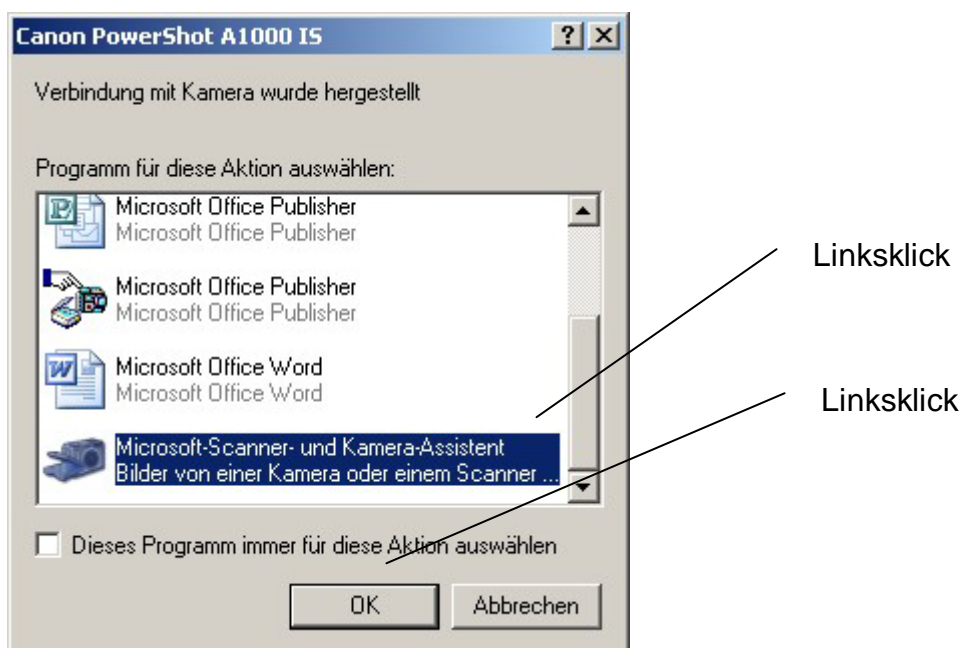 Canon PowerShot A1000 IS
Verbindung mit Kamera wurde hergestellt
Programm für diese Aktion auswählen:
Microsoft Office Publisher
Microsoft Office Publisher
Microsoft Office Publisher
Microsoft Office Publisher
Microsoft Office Word
Microsoft Office Word
Microsoft-Scanner- und Kamera-Assistent
Bilder von einer Kamera oder einem Scanner ...
Dieses Programm immer für diese Aktion auswählen
OK Abbrechen
Linksklick
Linksklick